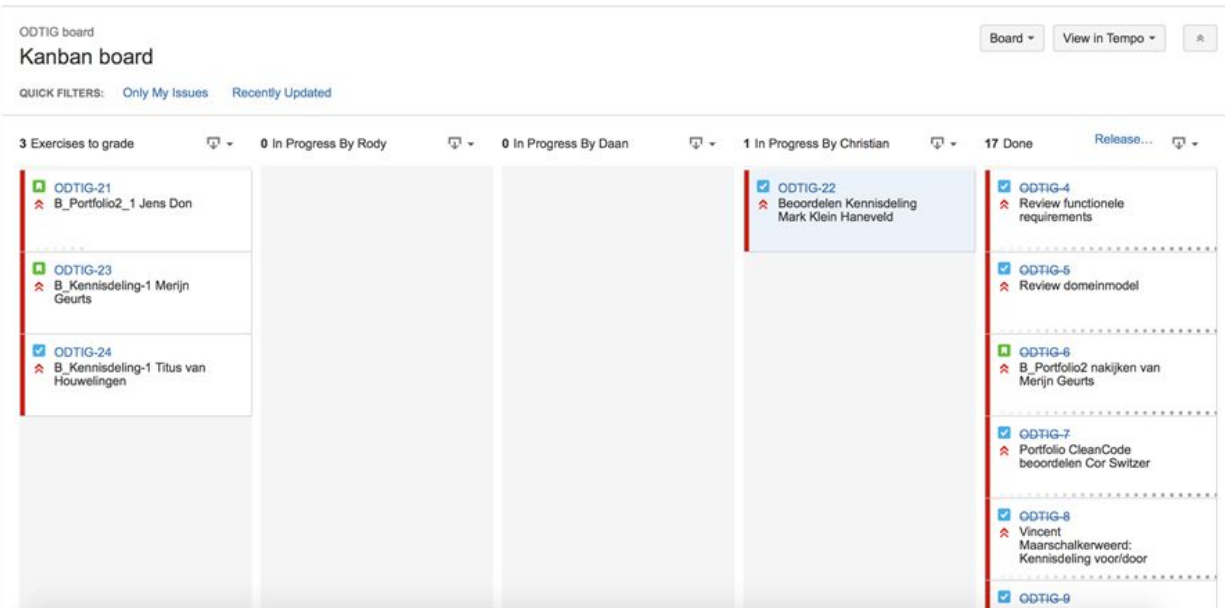 ODTIG board
Kanban board
Board
View in Tempo
QUICK FILTERS: Only My Issues Recently Updated
3 Exercises to grade
0 In Progress By Rody
0 In Progress By Daan
1 In Progress By Christian
17 Done
Release...
ODTIG-21
B_Portfolio2_1 Jens Don
ODTIG-23
B_Kennisdeling-1 Merijn
Geurts
ODTIG-24
B_Kennisdeling-1 Titus van
Houwelingen
ODTIG-22
Beoordelen Kennisdeling
Mark Klein Haneveld
ODTIG-4
Review functionele
requirements
ODTIG-5
Review domeinmodel
ODTIG-6
B_Portfolio2 nakijken van
Merijn Geurts
ODTIG-7
Portfolio CleanCode
beoordelen Cor Switzer
ODTIG-8
Vincent
Maarschalkerweerd:
Kennisdeling voor/door
ODTIG-9